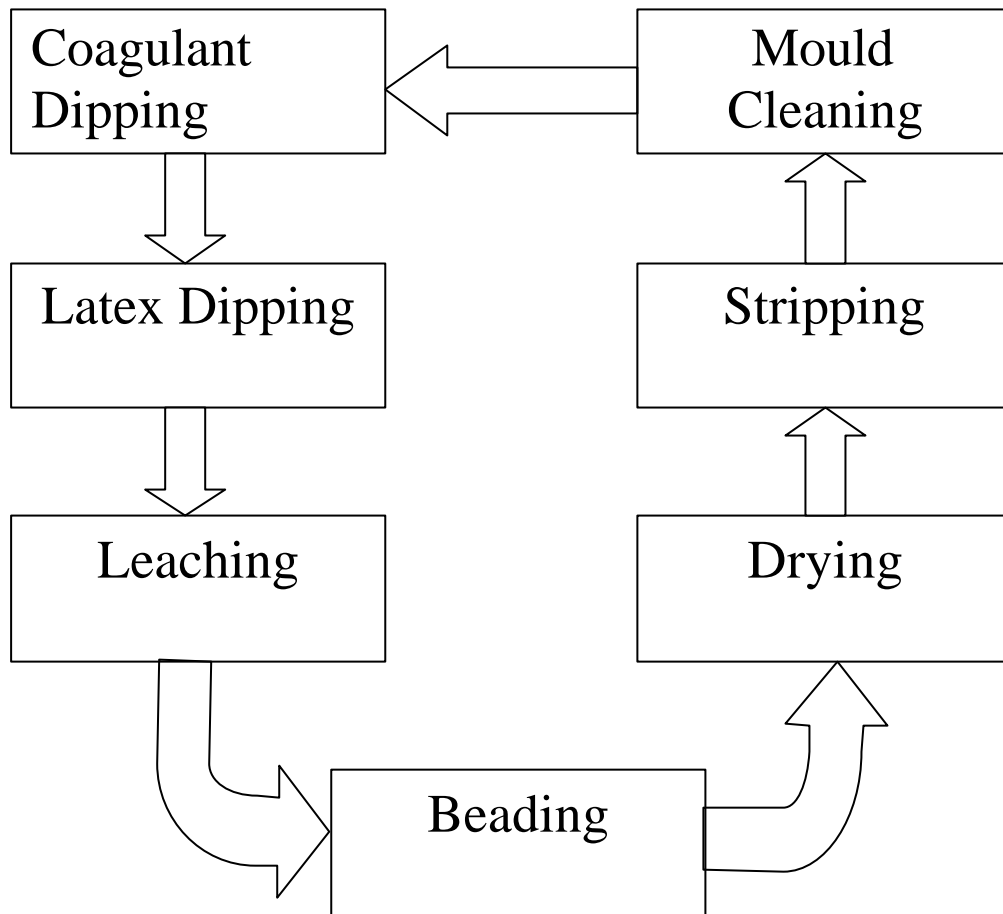 Coagulant
Dipping
Mould
Cleaning
Latex Dipping
Stripping
Leaching
Drying
Beading